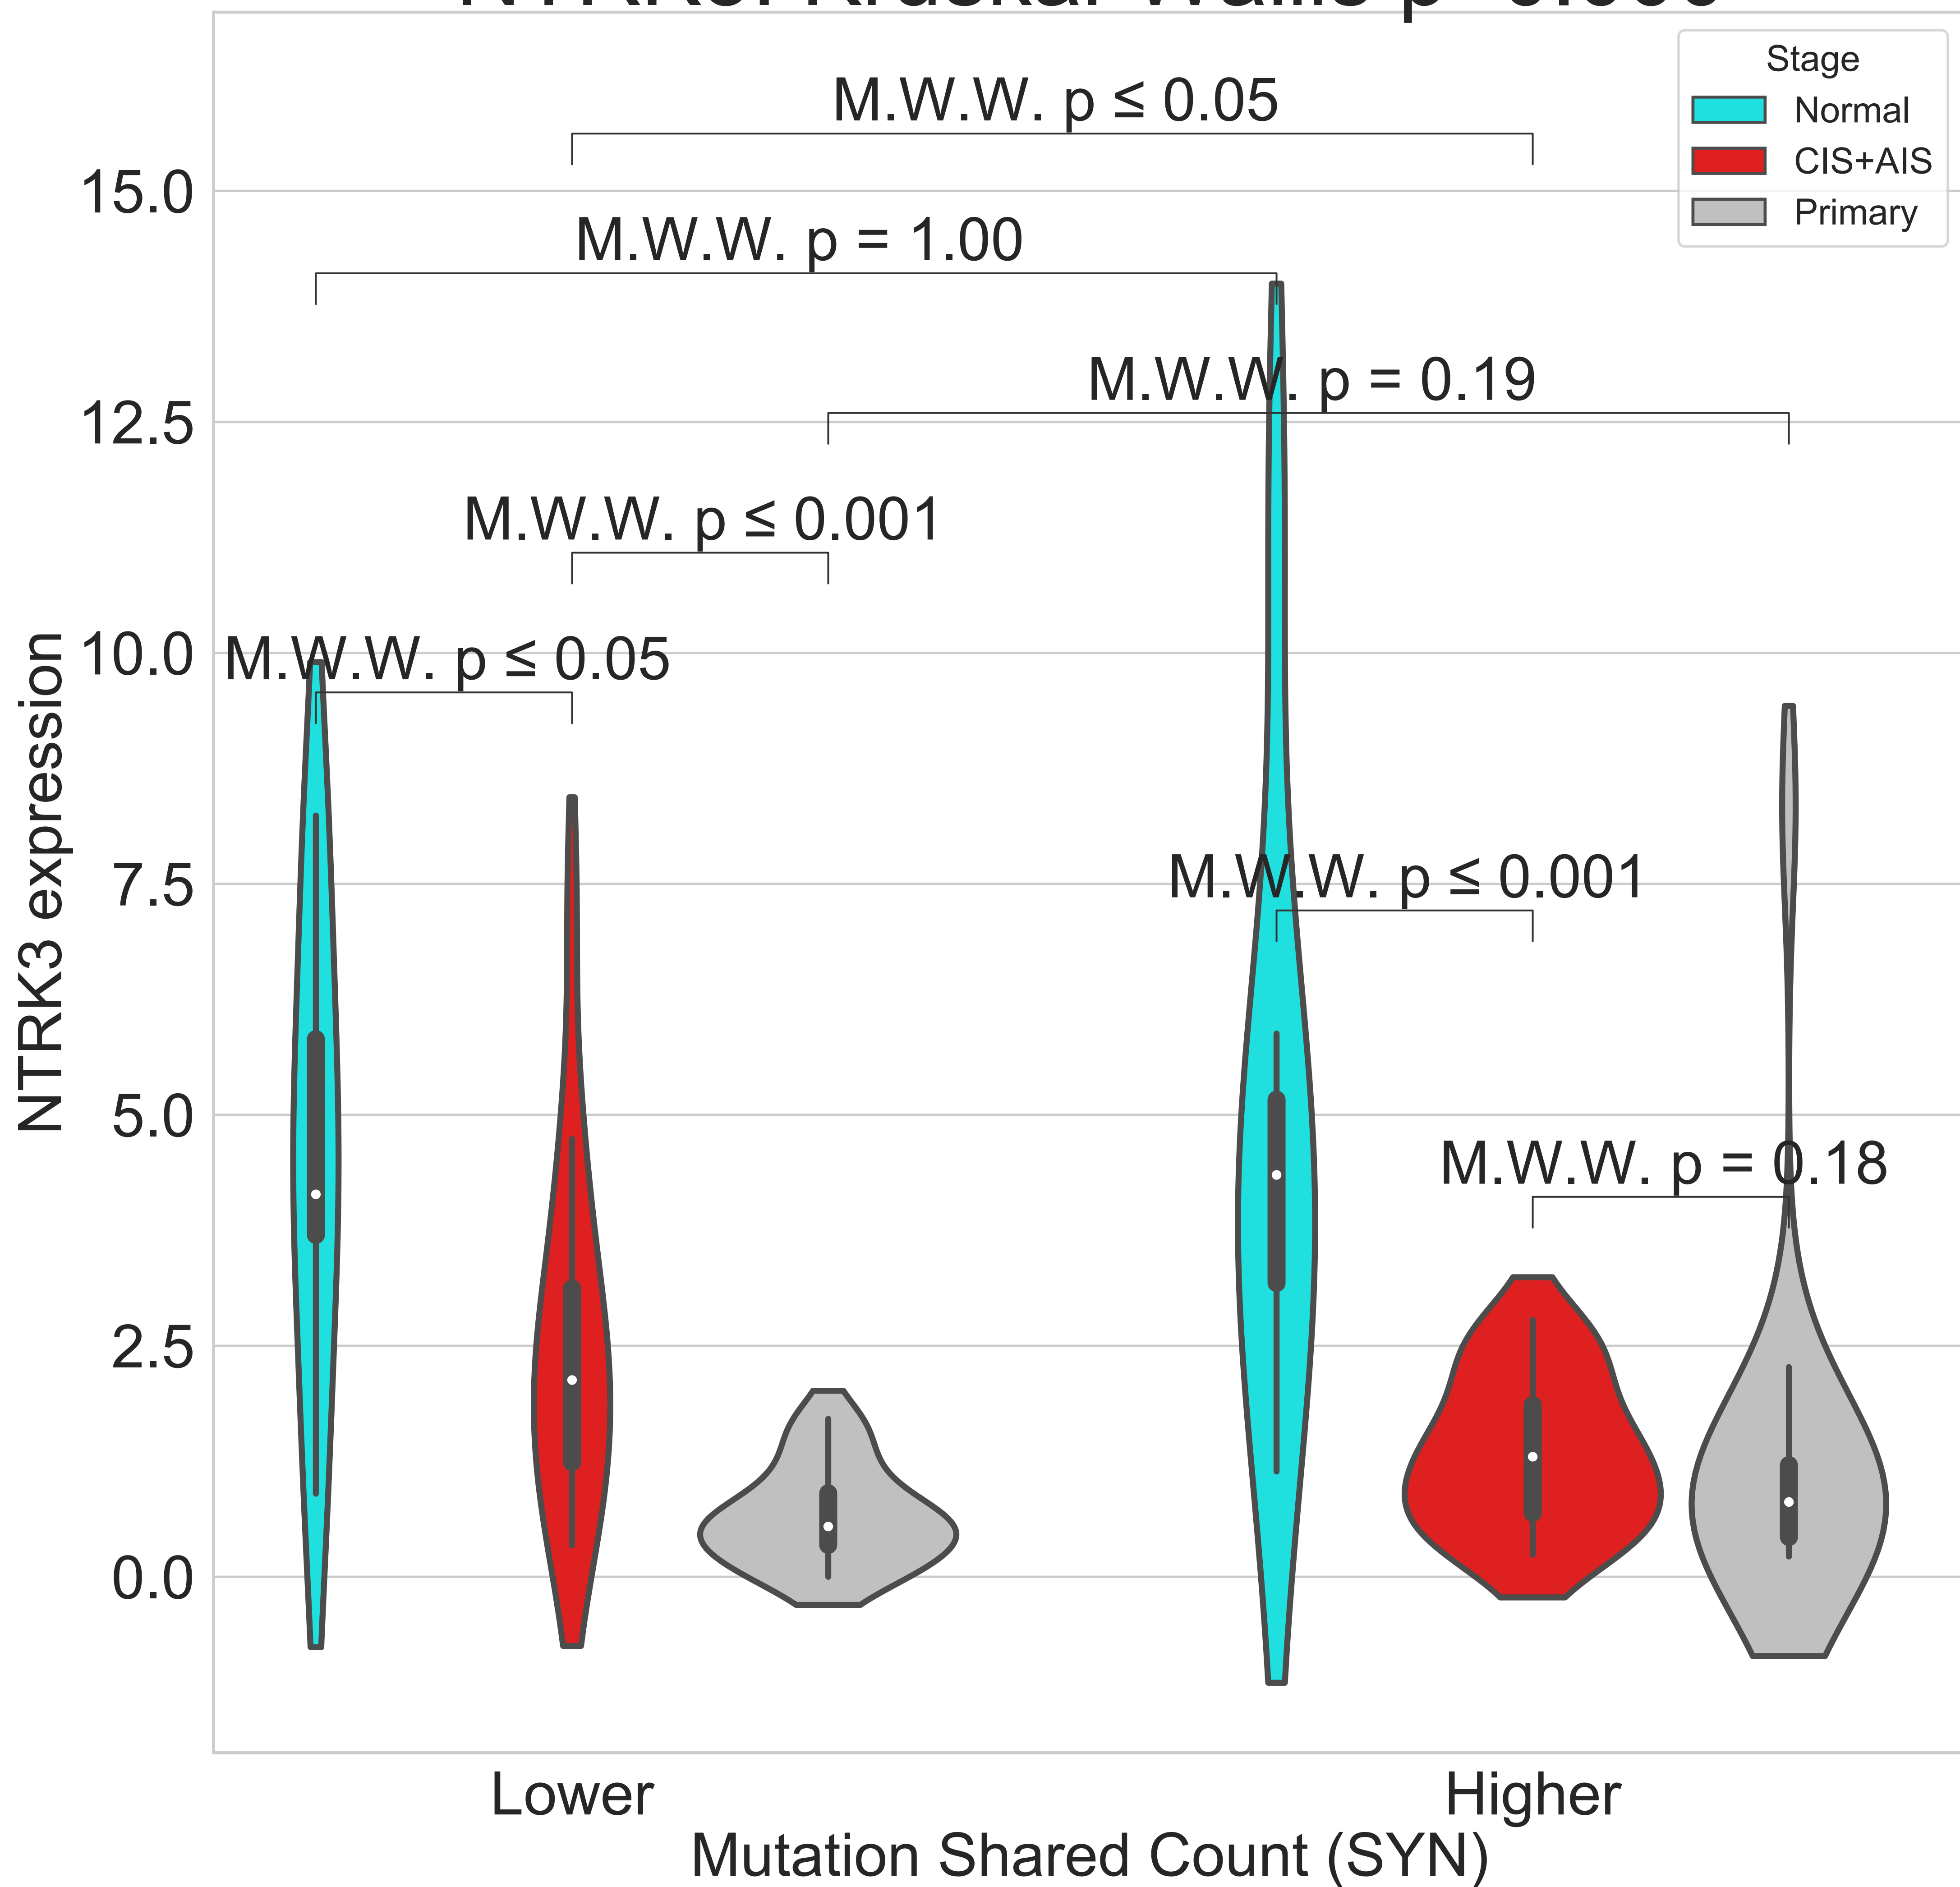 Stage
Normal
CIS+AIS
Primary
M.W.W. p ≤ 0.05
M.W.W. p = 1.00
M.W.W. p = 0.19
M.W.W. p ≤ 0.001
M.W.W. p ≤ 0.05
M.W.W. p ≤ 0.001
M.W.W. p = 0.18
15.0
12.5
10.0
7.5
5.0
2.5
0.0
NTRK3 expression
Lower
Higher
Mutation Shared Count (SYN)